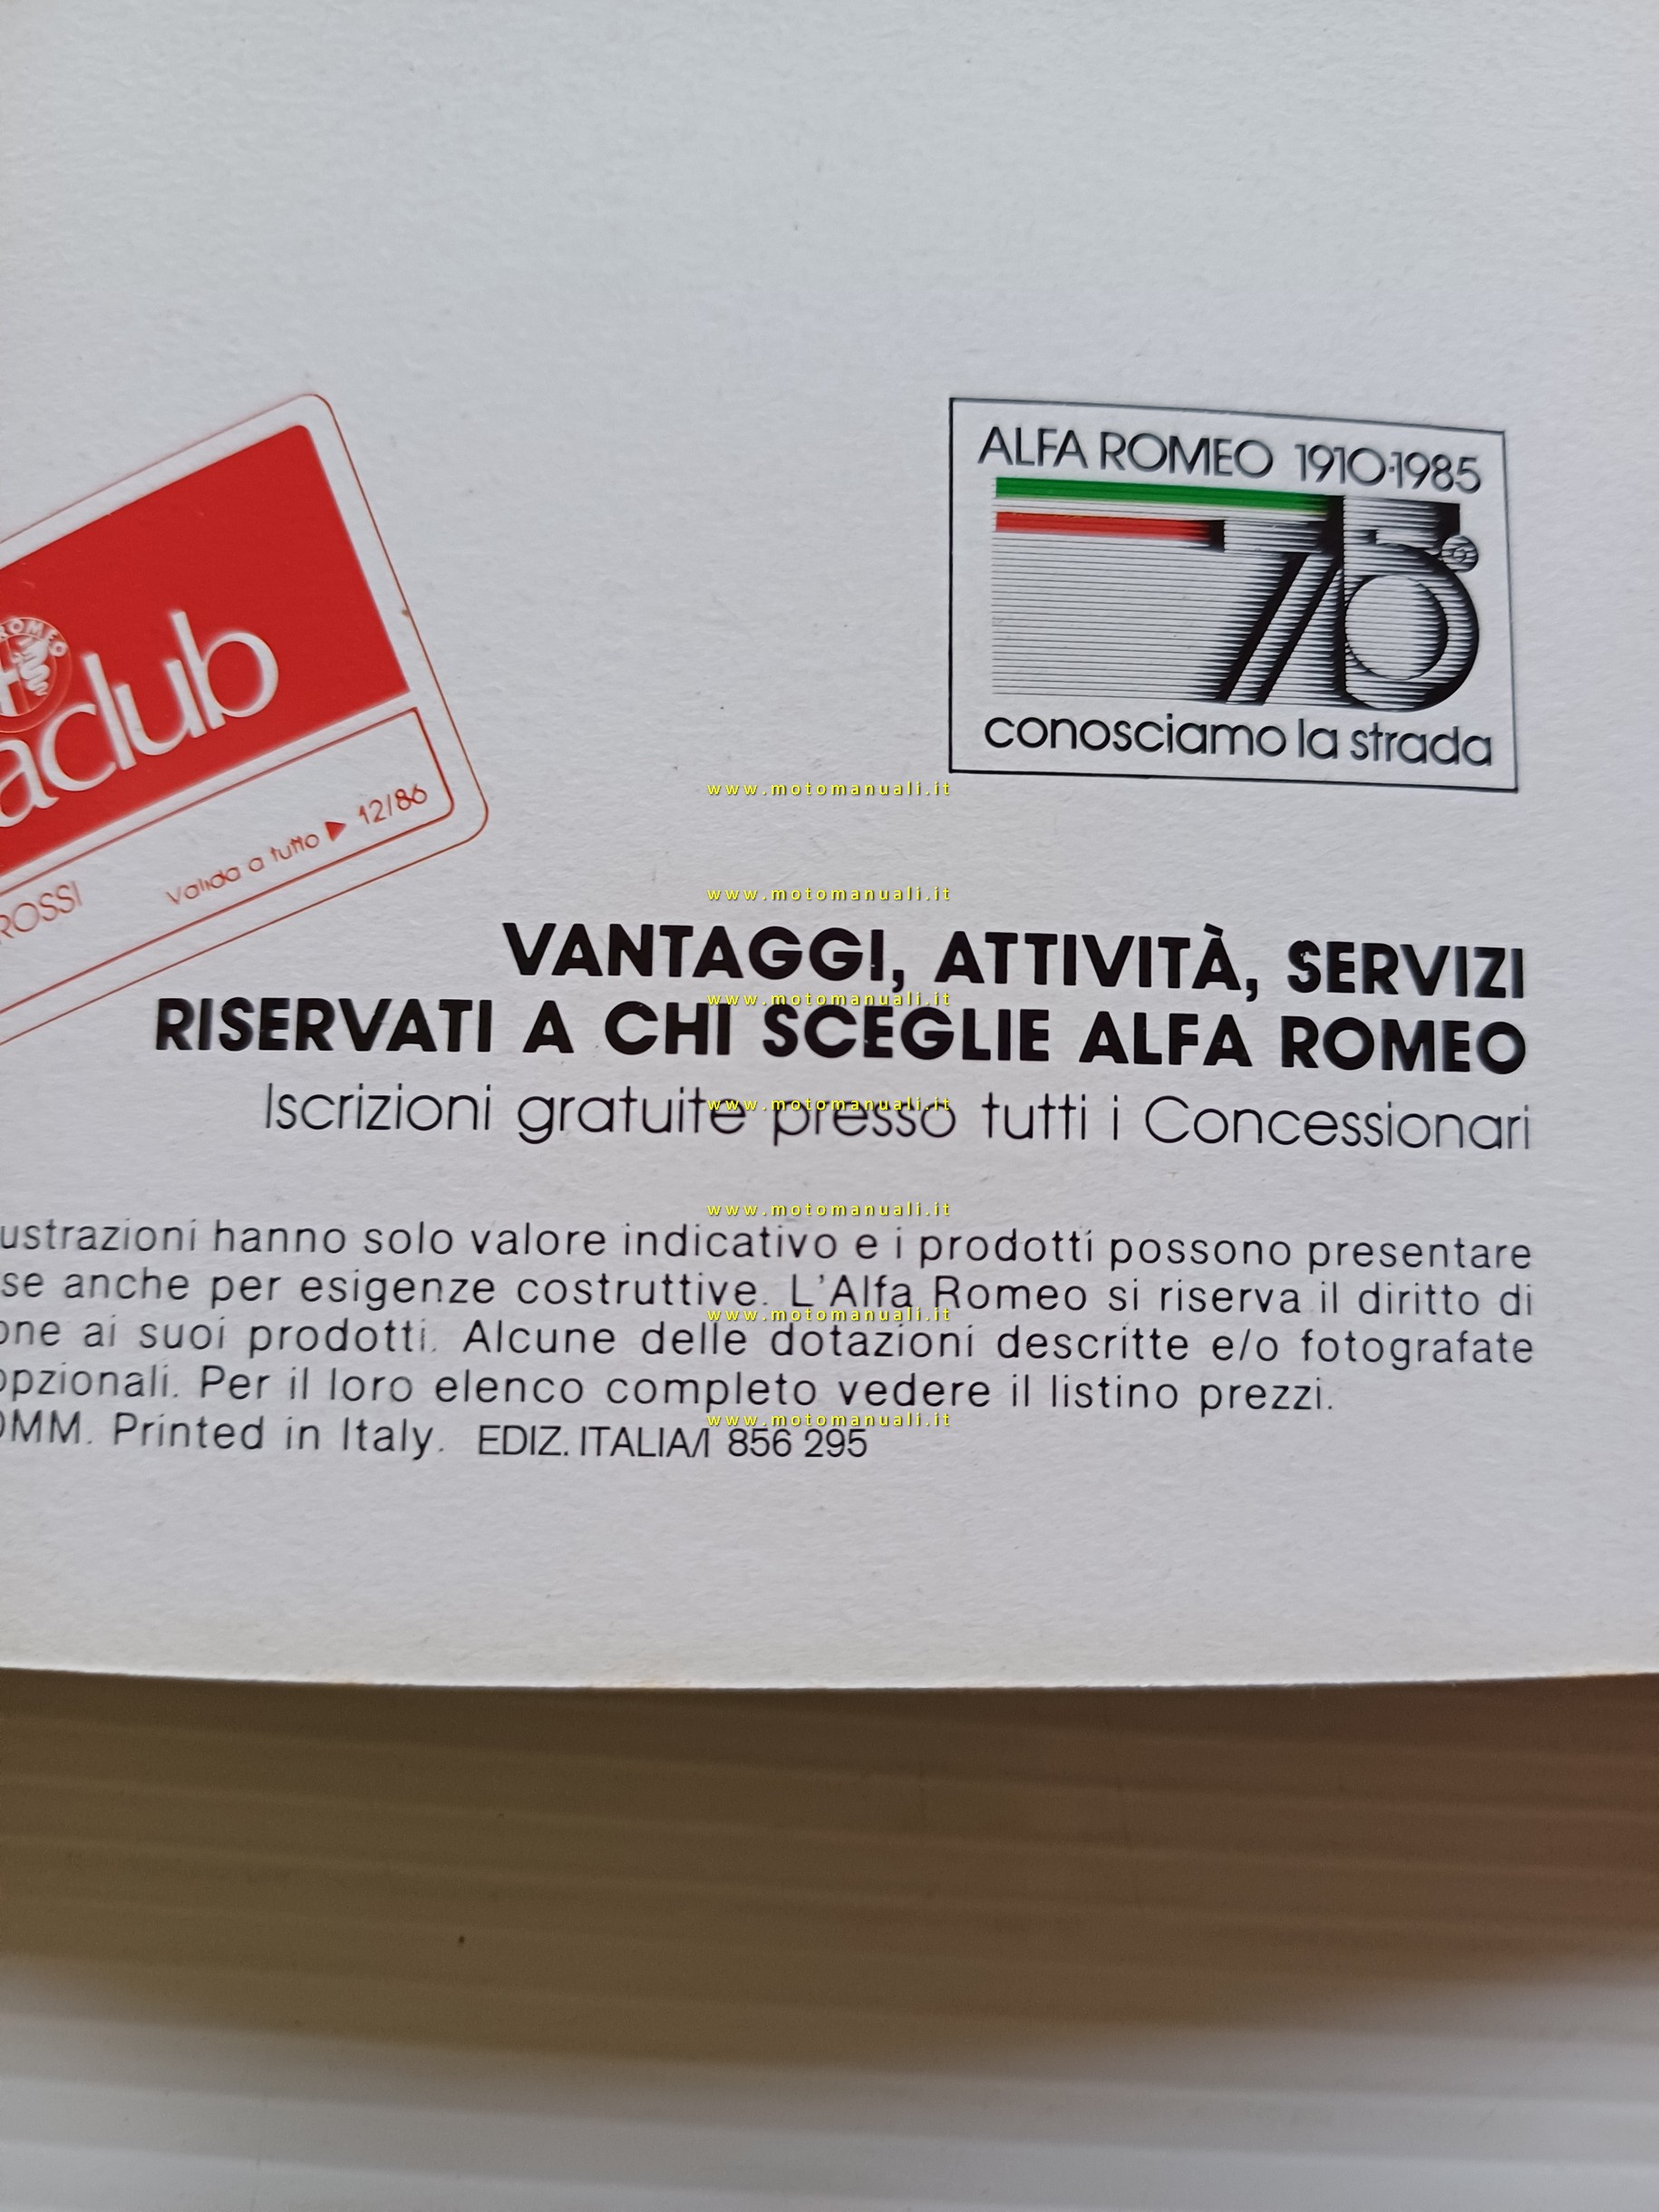 ALFA ROMEO 1910·1985
75°
conosciamo la strada
ROMEO
aclub
ROSSI
Valida a tutto ▶ 12/86
www.motomanuali.it
www.motomanuali.it
VANTAGGI, ATTIVITÀ, SERVIZI
www.motomanuali.it
RISERVATI A CHI SCEGLIE ALFA ROMEO
Iscrizioni gratuite presso tutti i Concessionari
www.motomanuali.it
www.motomanuali.it
ustrazioni hanno solo valore indicativo e i prodotti possono presentare
se anche per esigenze costruttive. L'Alfa Romeo si riserva il diritto di
www.motomanuali.it
one ai suoi prodotti. Alcune delle dotazioni descritte e/o fotografate
opzionali. Per il loro elenco completo vedere il listino prezzi.
www.motomanuali.it
OMM. Printed in Italy. EDIZ. ITALIA/I 856 295